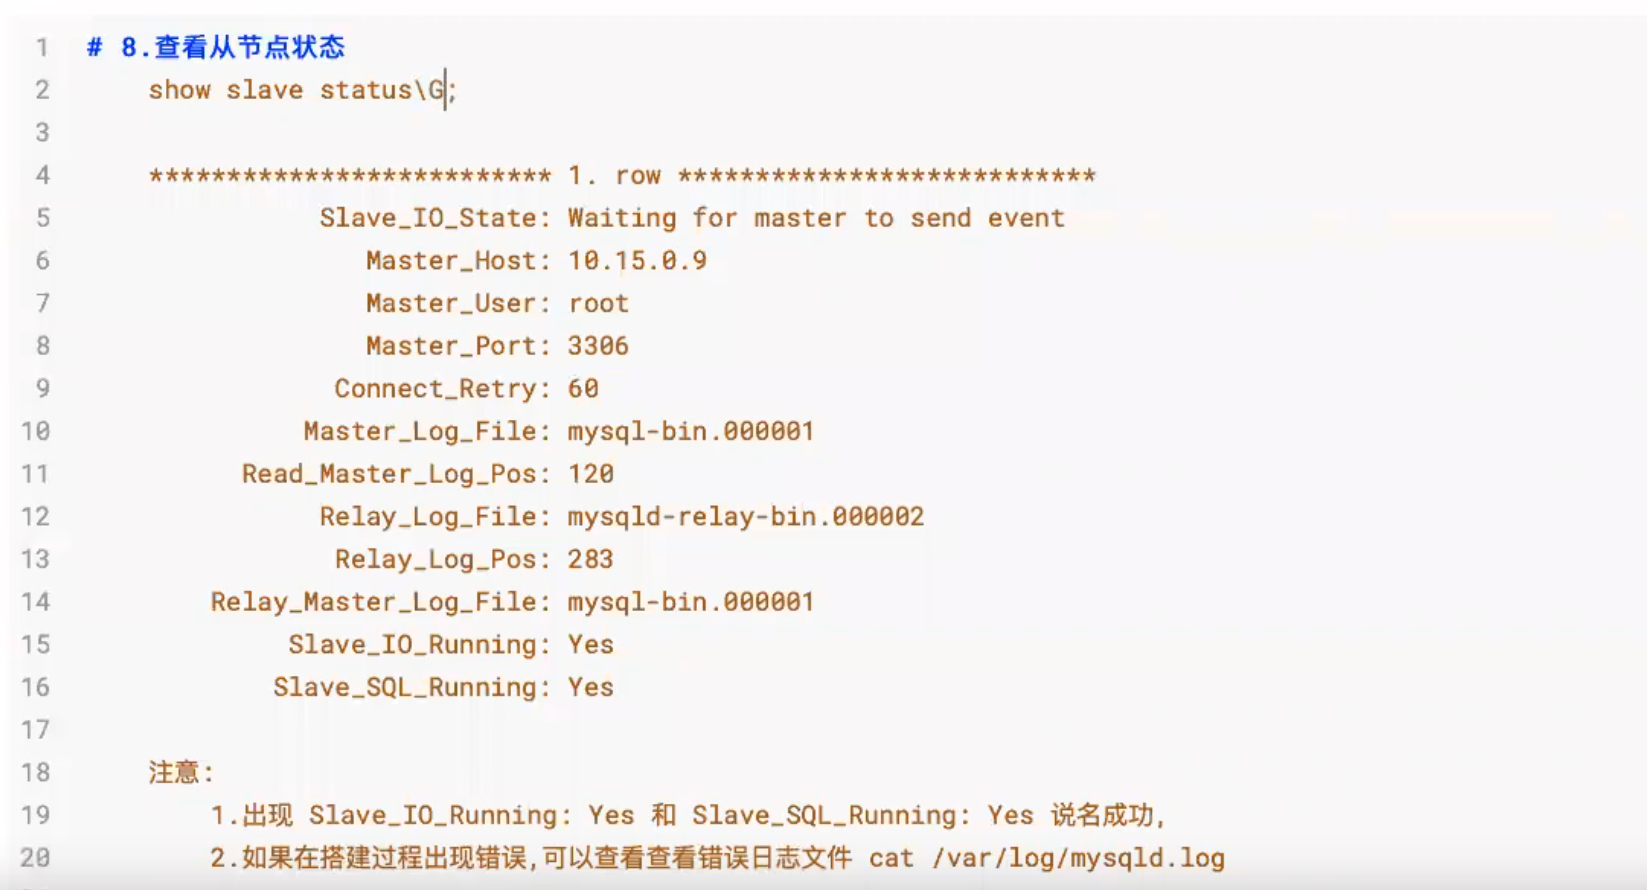 1 # 8.查看从节点状态
2 show slave status\G;
3
4 ************************** 1. row ***************************
5 Slave_IO_State: Waiting for master to send event
6 Master_Host: 10.15.0.9
7 Master_User: root
8 Master_Port: 3306
9 Connect_Retry: 60
10 Master_Log_File: mysql-bin.000001
11 Read_Master_Log_Pos: 120
12 Relay_Log_File: mysqld-relay-bin.000002
13 Relay_Log_Pos: 283
14 Relay_Master_Log_File: mysql-bin.000001
15 Slave_IO_Running: Yes
16 Slave_SQL_Running: Yes
17
18 注意:
19 1.出现 Slave_IO_Running: Yes 和 Slave_SQL_Running: Yes 说名成功,
20 2.如果在搭建过程出现错误,可以查看查看错误日志文件 cat /var/log/mysqld.log